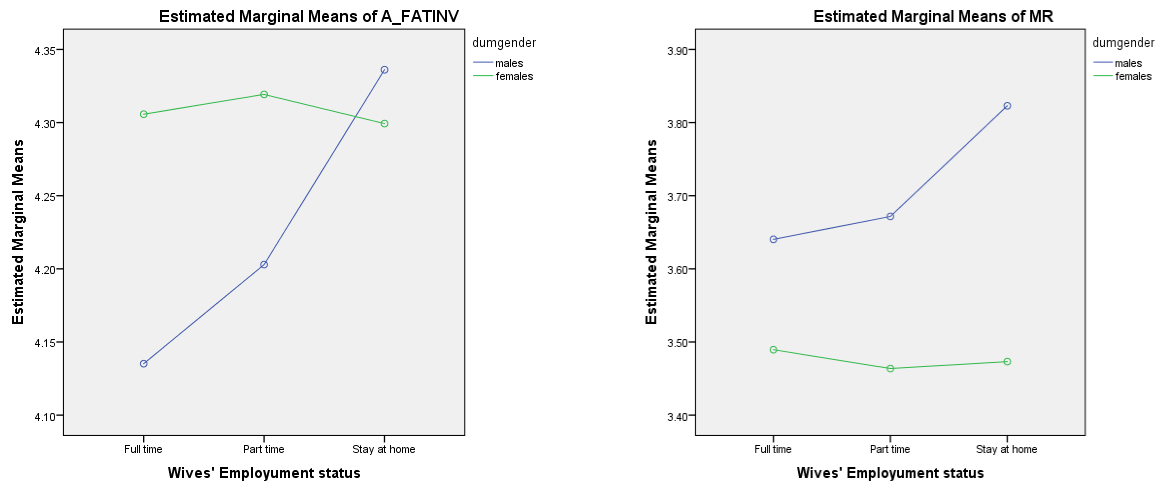 Estimated Marginal Means of A_FATINV
Estimated Marginal Means
4.35
4.30
4.25
4.20
4.15
4.10
Full time
Part time
Stay at home
Wives' Employument status
dumgender
males
females
Estimated Marginal Means of MR
Estimated Marginal Means
3.90
3.80
3.70
3.60
3.50
3.40
Full time
Part time
Stay at home
Wives' Employument status
dumgender
males
females